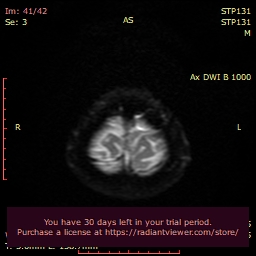 Im: 41/42
Se: 3
AS
STP131
STP131
M
Ax DWI B 1000
R
L
You have 30 days left in your trial period.
Purchase a license at https://radiantviewer.com/store/